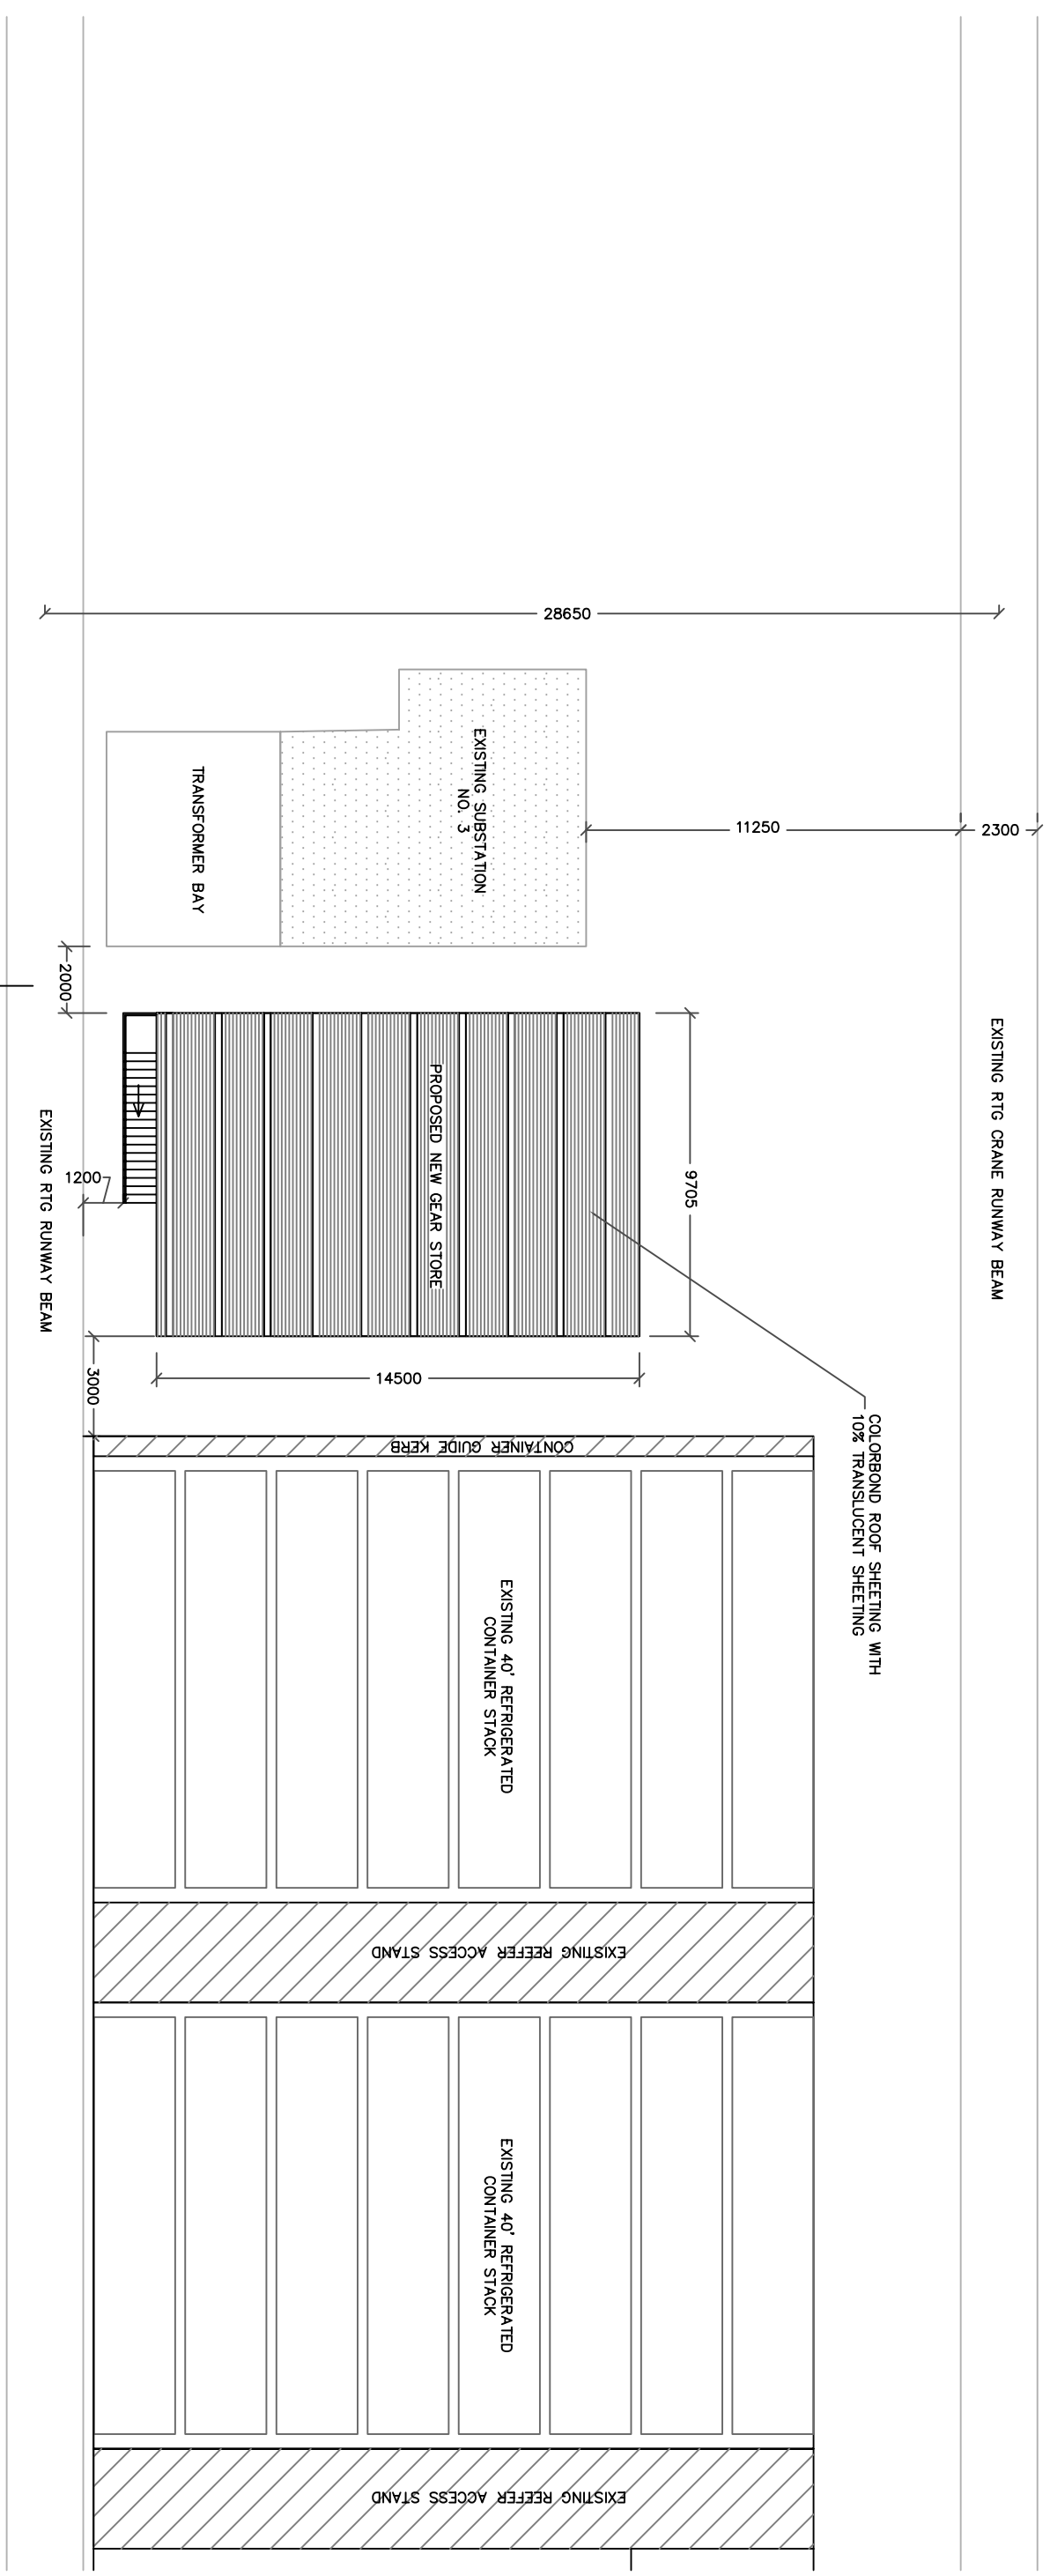 28650
EXISTING SUBSTATION
NO. 3
TRANSFORMER BAY
11250
2300
2000
EXISTING RTG CRANE RUNWAY BEAM
PROPOSED NEW GEAR STORE
9705
1200
EXISTING RTG RUNWAY BEAM
14500
3000
COLORBOND ROOF SHEETING WITH
10% TRANSLUCENT SHEETING
CONTAINER GUIDE KERB
EXISTING 40' REFRIGERATED
CONTAINER STACK
EXISTING REEFER ACCESS STAND
EXISTING 40' REFRIGERATED
CONTAINER STACK
EXISTING REEFER ACCESS STAND